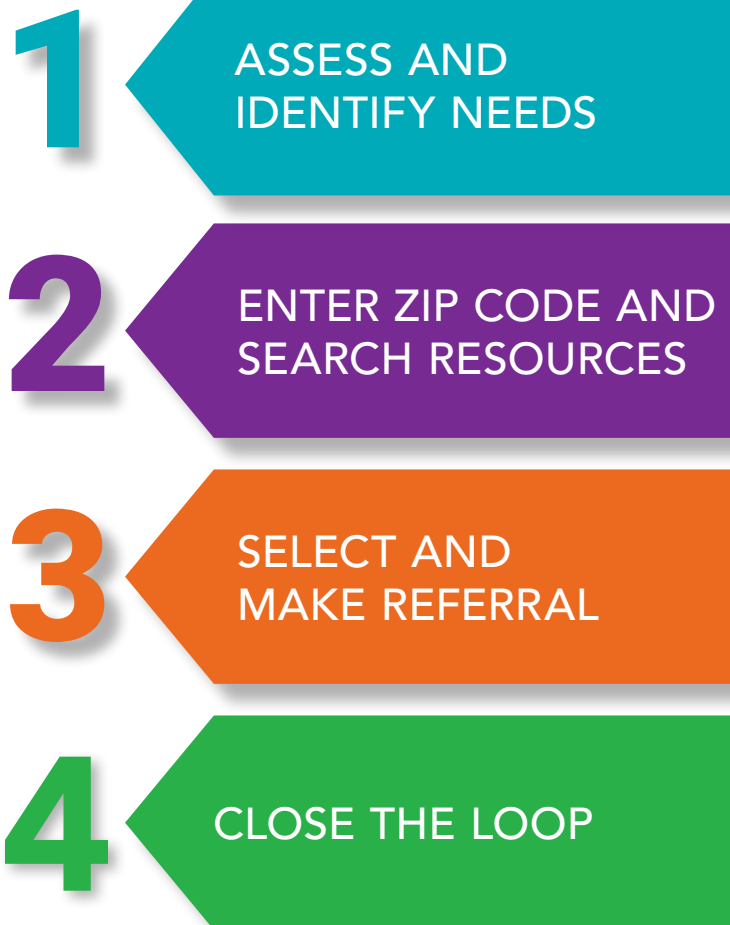 1
ASSESS AND
IDENTIFY NEEDS
2
ENTER ZIP CODE AND
SEARCH RESOURCES
3
SELECT AND
MAKE REFERRAL
4
CLOSE THE LOOP